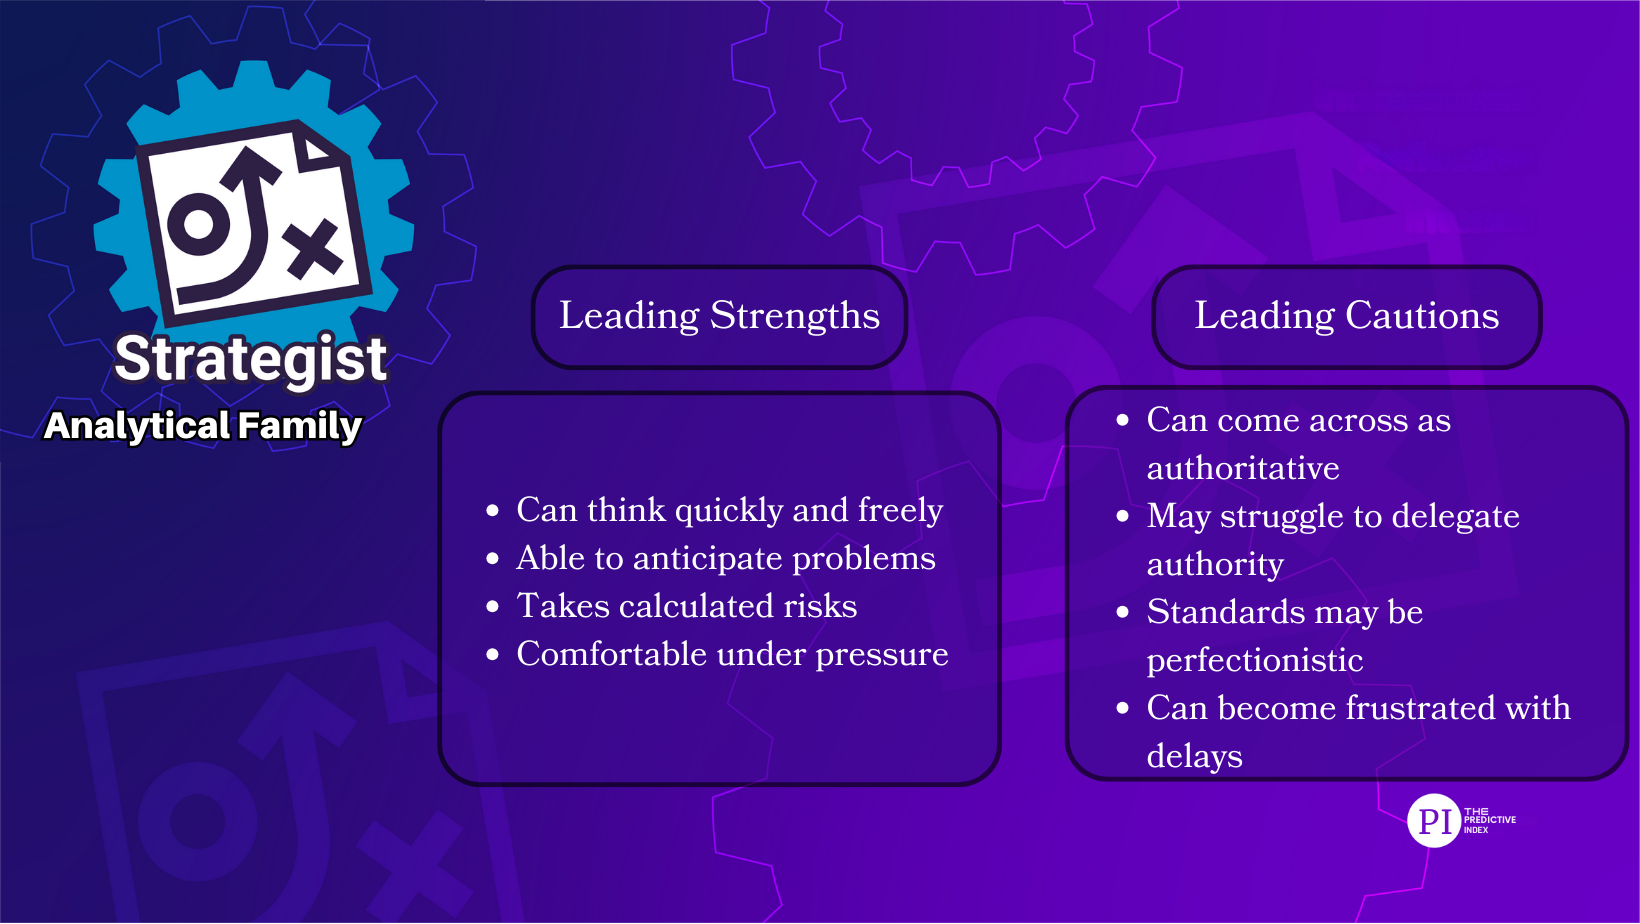 Strategist
Analytical Family
Leading Strengths
• Can think quickly and freely
• Able to anticipate problems
• Takes calculated risks
• Comfortable under pressure
Leading Cautions
• Can come across as
authoritative
• May struggle to delegate
authority
• Standards may be
perfectionistic
• Can become frustrated with
delays
PI
THE
PREDICTIVE
INDEX